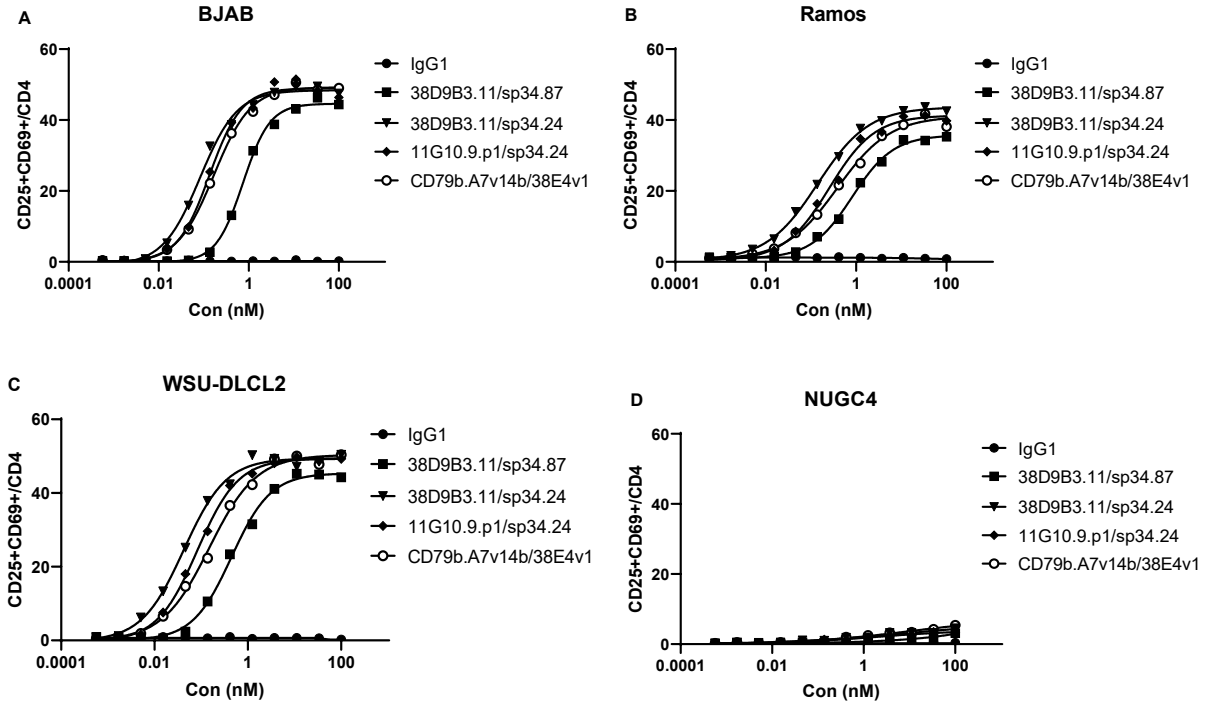 A
BJAB
60
40
20
0
CD25+CD69+/CD4
0.0001
0.01
1
100
Con (nM)
IgG1
38D9B3.11/sp34.87
38D9B3.11/sp34.24
11G10.9.p1/sp34.24
CD79b.A7v14b/38E4v1
B
Ramos
60
40
20
0
CD25+CD69+/CD4
0.0001
0.01
1
100
Con (nM)
IgG1
38D9B3.11/sp34.87
38D9B3.11/sp34.24
11G10.9.p1/sp34.24
CD79b.A7v14b/38E4v1
C
WSU-DLCL2
60
40
20
0
CD25+CD69+/CD4
0.0001
0.01
1
100
Con (nM)
IgG1
38D9B3.11/sp34.87
38D9B3.11/sp34.24
11G10.9.p1/sp34.24
CD79b.A7v14b/38E4v1
D
NUGC4
60
40
20
0
CD25+CD69+/CD4
0.0001
0.01
1
100
Con (nM)
IgG1
38D9B3.11/sp34.87
38D9B3.11/sp34.24
11G10.9.p1/sp34.24
CD79b.A7v14b/38E4v1